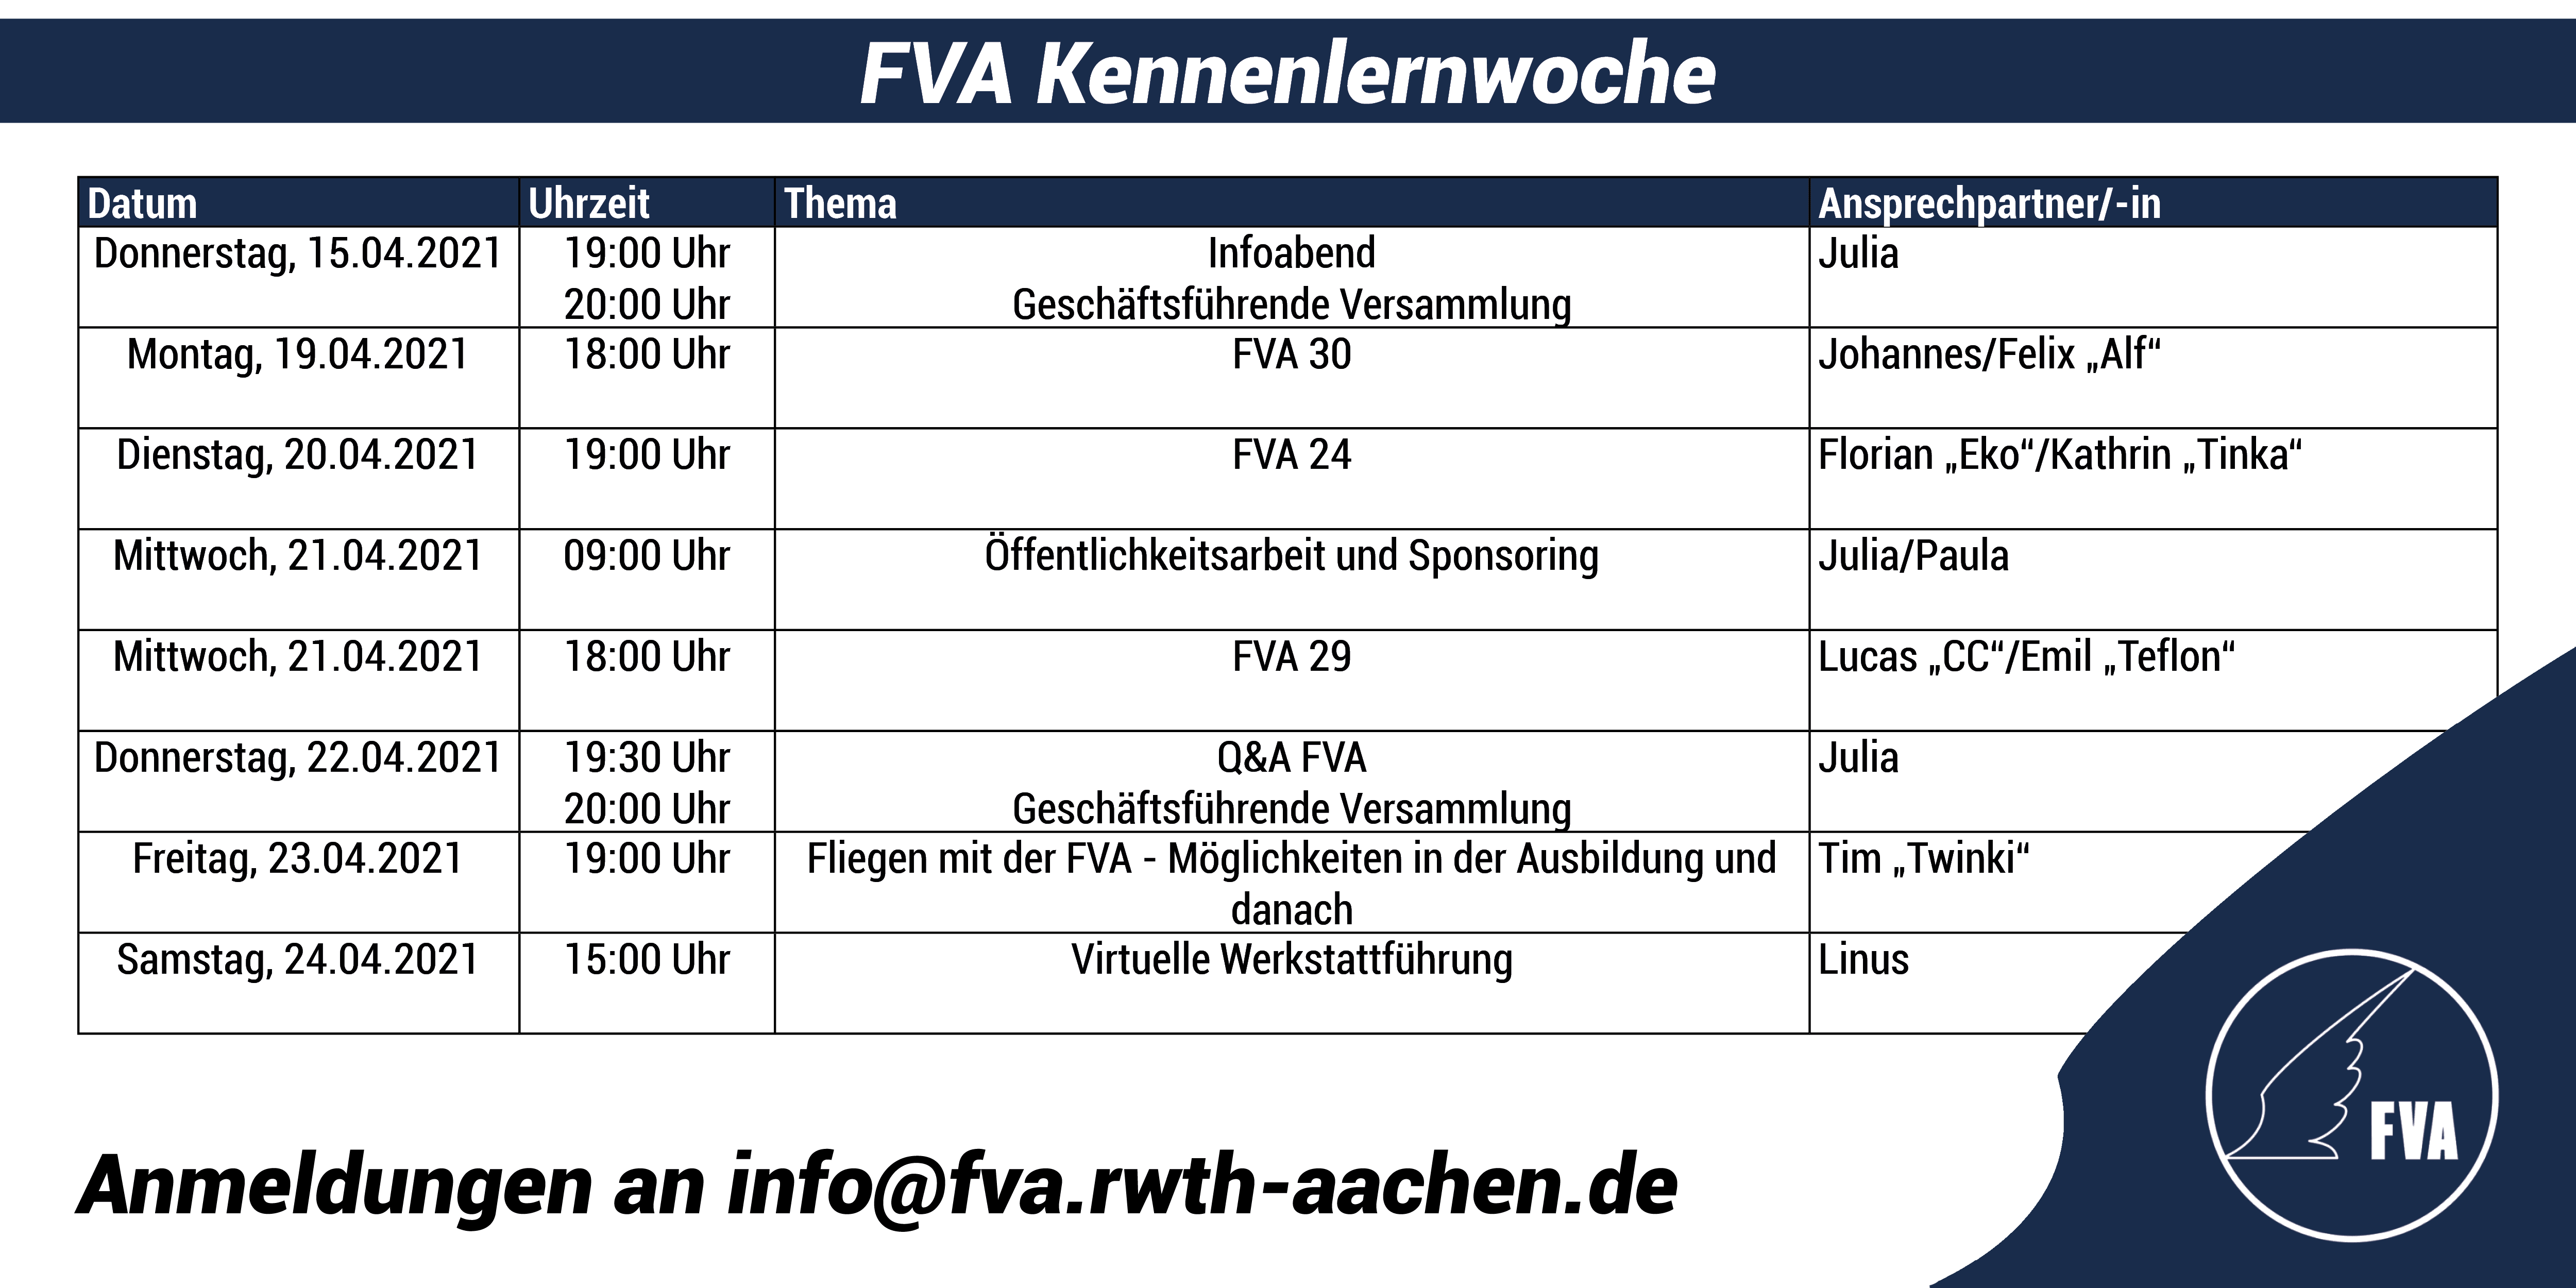 FVA Kennenlernwoche
Datum Uhrzeit Thema Ansprechpartner/-in
Donnerstag, 15.04.2021 19:00 Uhr Infoabend Julia
20:00 Uhr Geschäftsführende Versammlung
Montag, 19.04.2021 18:00 Uhr FVA 30 Johannes/Felix „Alf“
Dienstag, 20.04.2021 19:00 Uhr FVA 24 Florian „Eko“/Kathrin „Tinka“
Mittwoch, 21.04.2021 09:00 Uhr Öffentlichkeitsarbeit und Sponsoring Julia/Paula
Mittwoch, 21.04.2021 18:00 Uhr FVA 29 Lucas „CC“/Emil „Teflon“
Donnerstag, 22.04.2021 19:30 Uhr Q&A FVA Julia
20:00 Uhr Geschäftsführende Versammlung
Freitag, 23.04.2021 19:00 Uhr Fliegen mit der FVA - Möglichkeiten in der Ausbildung und Tim „Twinki“
danach
Samstag, 24.04.2021 15:00 Uhr Virtuelle Werkstattführung Linus
Anmeldungen an info@fva.rwth-aachen.de
FVA